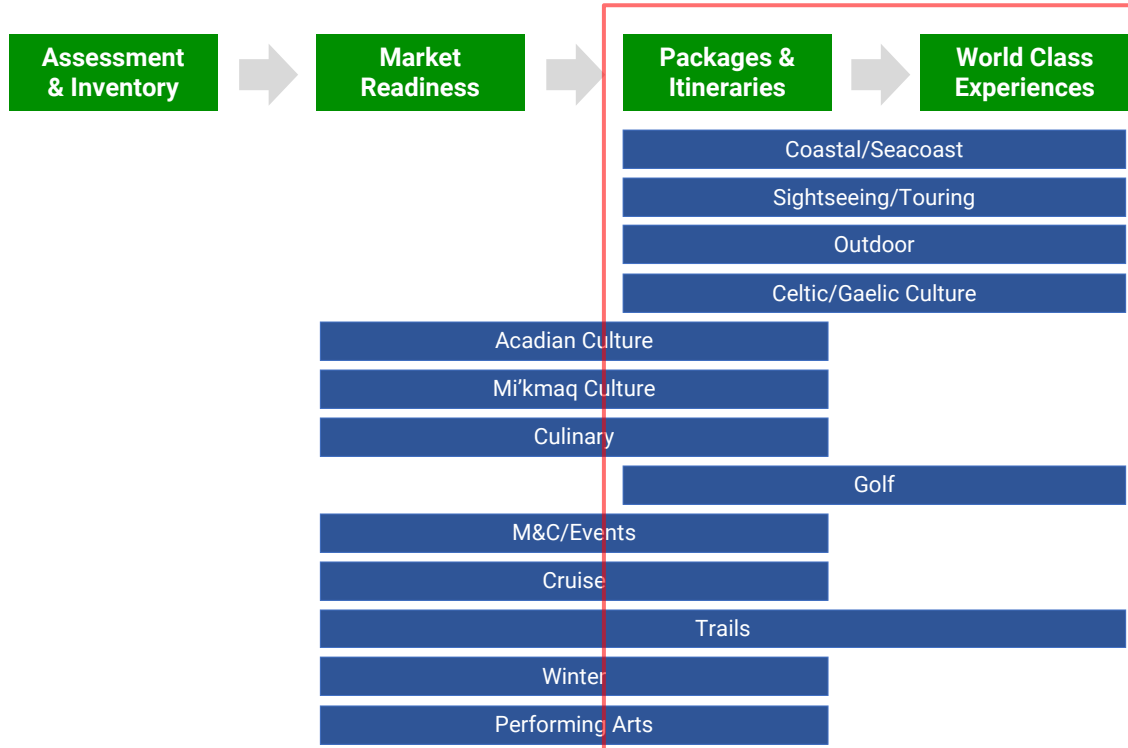 Assessment
& Inventory
Market
Readiness
Packages &
Itineraries
World Class
Experiences
Coastal/Seacoast
Sightseeing/Touring
Outdoor
Celtic/Gaelic Culture
Acadian Culture
Mi’kmaq Culture
Culinary
Golf
M&C/Events
Cruise
Trails
Winter
Performing Arts